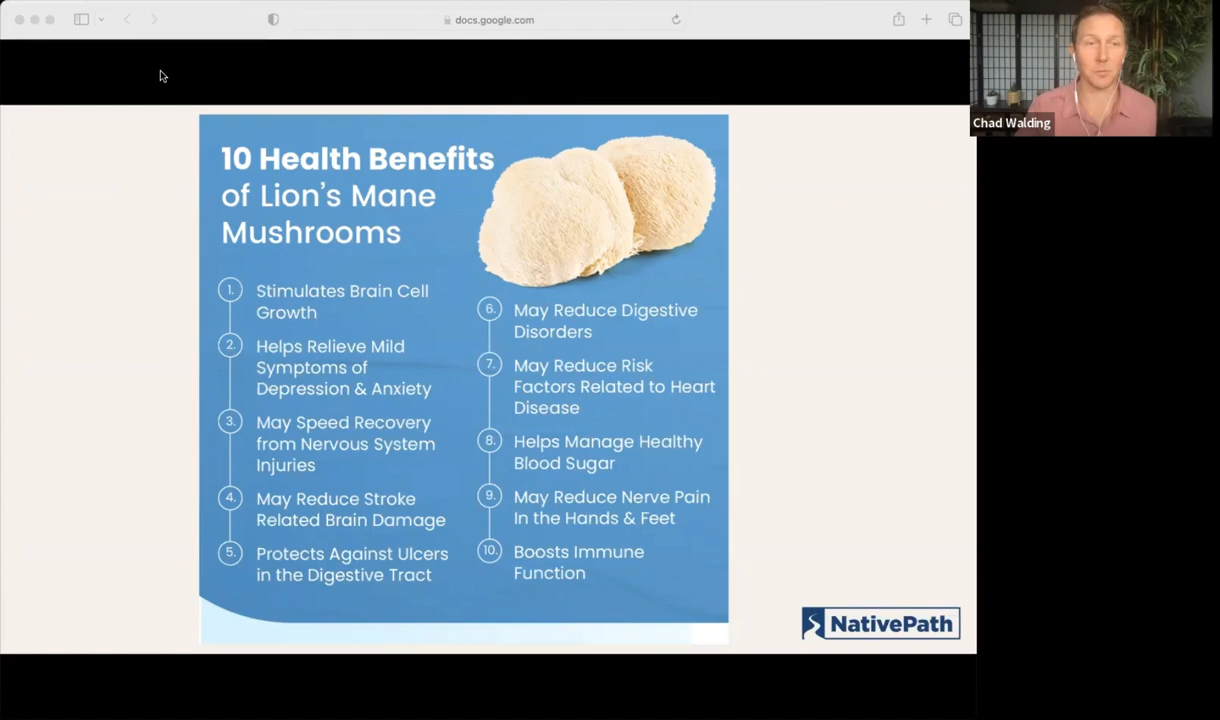 docs.google.com
Chad Walding
10 Health Benefits
of Lion's Mane
Mushrooms
1. Stimulates Brain Cell
Growth
2. Helps Relieve Mild
Symptoms of
Depression & Anxiety
3. May Speed Recovery
from Nervous System
Injuries
4. May Reduce Stroke
Related Brain Damage
5. Protects Against Ulcers
in the Digestive Tract
6. May Reduce Digestive
Disorders
7. May Reduce Risk
Factors Related to Heart
Disease
8. Helps Manage Healthy
Blood Sugar
9. May Reduce Nerve Pain
In the Hands & Feet
10. Boosts Immune
Function
NativePath